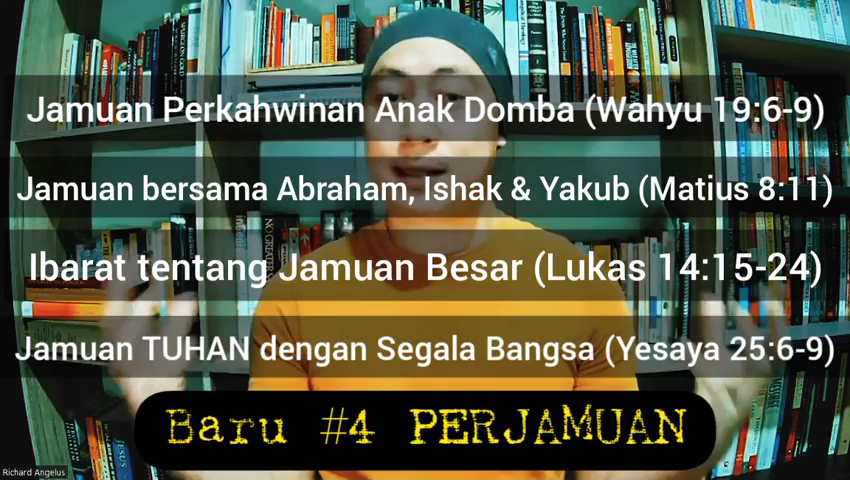 Jamuan Perkahwinan Anak Domba (Wahyu 19:6-9)
Jamuan bersama Abraham, Ishak & Yakub (Matius 8:11)
Ibarat tentang Jamuan Besar (Lukas 14:15-24)
Jamuan TUHAN dengan Segala Bangsa (Yesaya 25:6-9)
Baru #4 PERJAMUAN
Richard Angelus